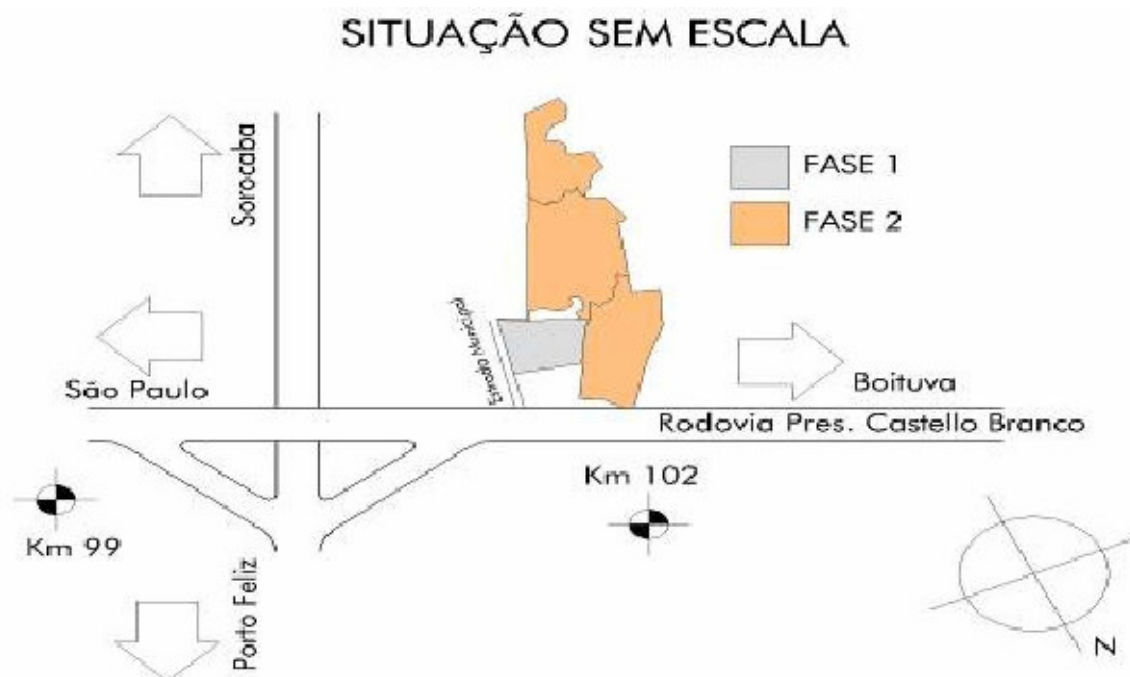 SITUAÇÃO SEM ESCALA
Sorocaba
FASE 1
FASE 2
Estrada Municipal
São Paulo
Boituva
Rodovia Pres. Castello Branco
Km 102
Km 99
Porto Feliz
N